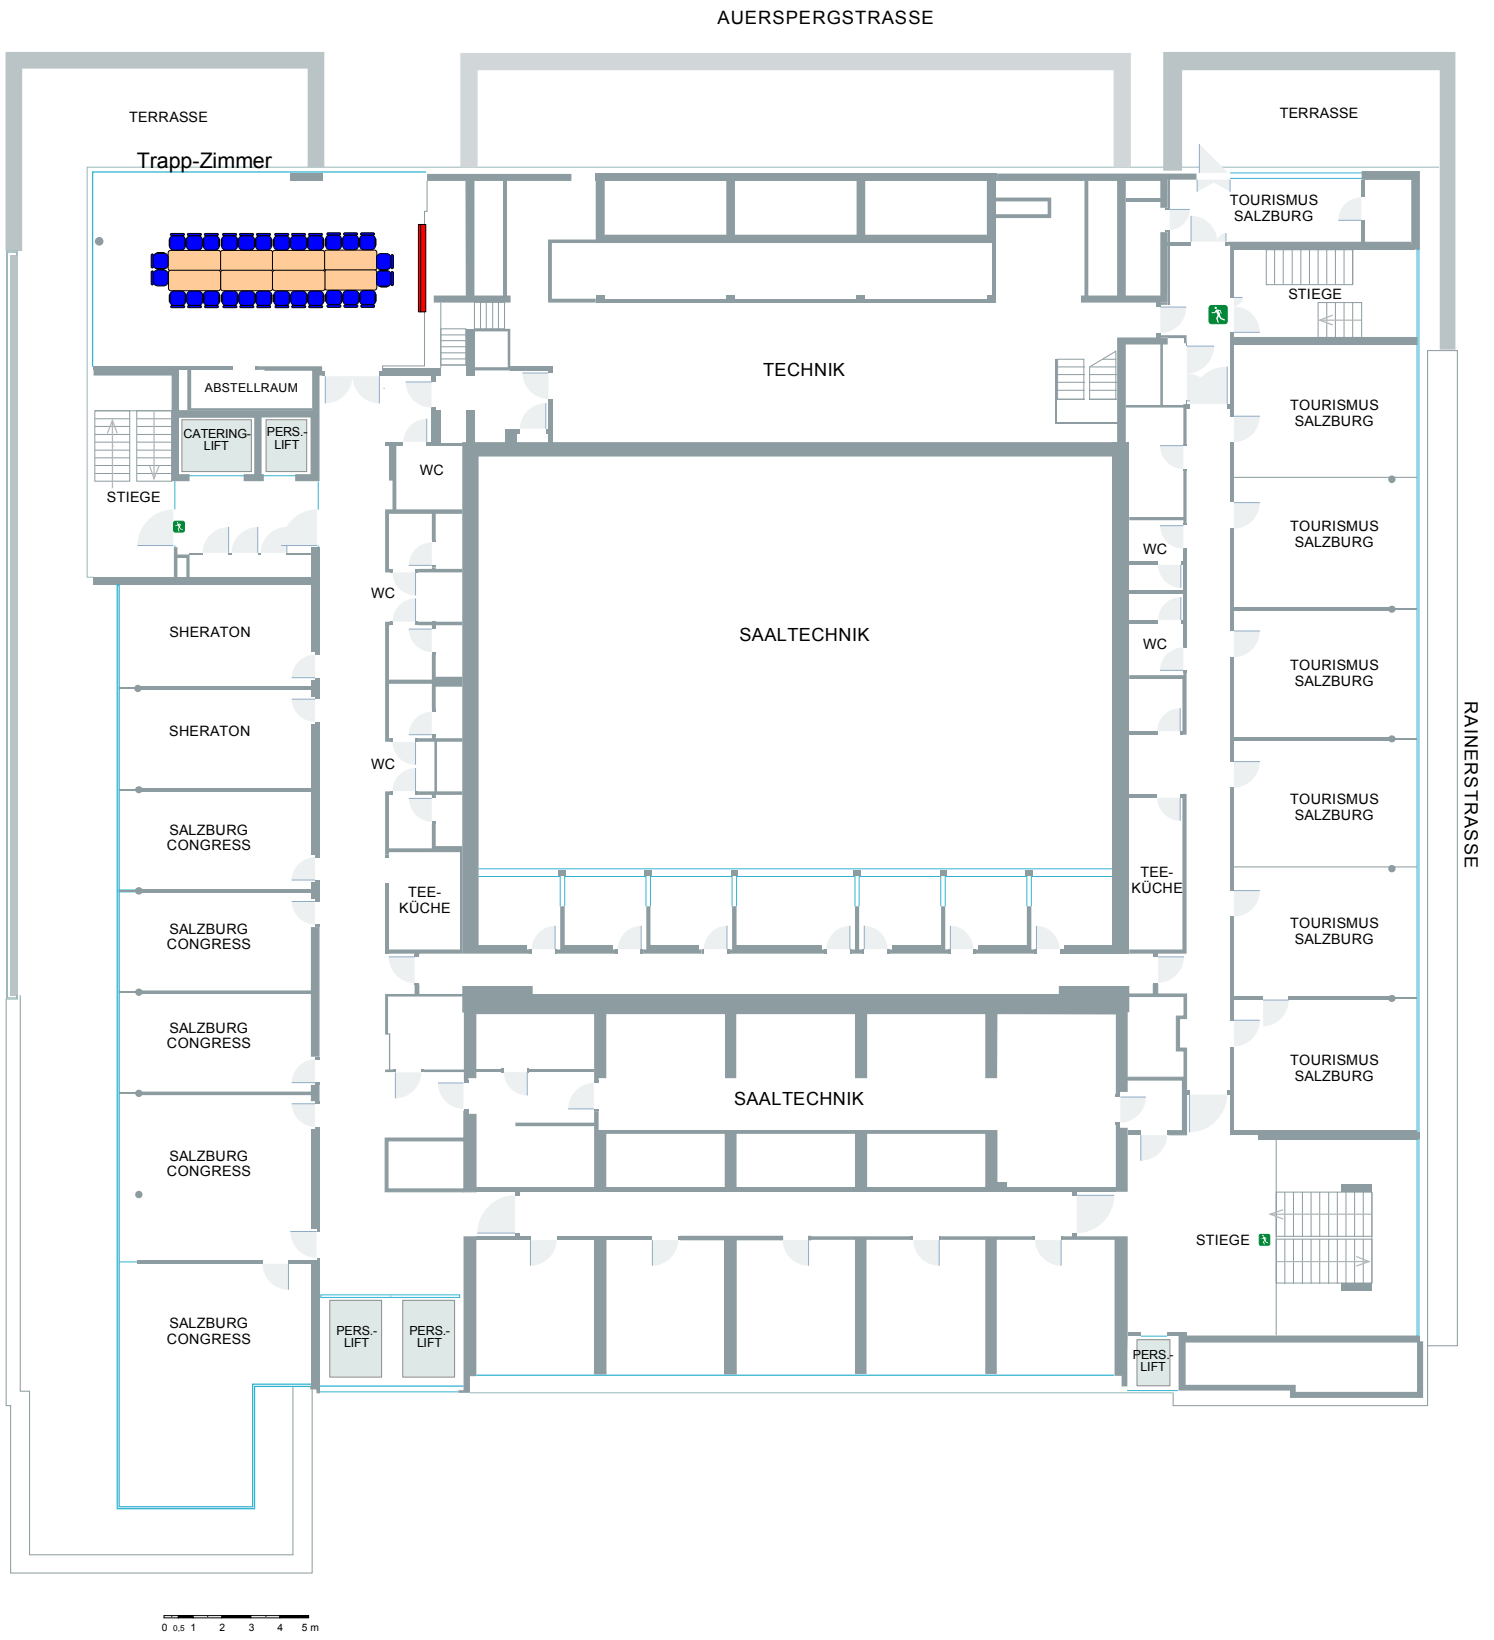 AUERSPERGSTRASSE
TERRASSE
TERRASSE
Trapp-Zimmer
TOURISMUS
SALZBURG
STIEGE
TECHNIK
ABSTELLRAUM
TOURISMUS
SALZBURG
CATERING-
LIFT
PERS.-
LIFT
WC
STIEGE
TOURISMUS
SALZBURG
WC
WC
SHERATON
SAALTECHNIK
WC
TOURISMUS
SALZBURG
SHERATON
WC
RAINERSTRASSE
TOURISMUS
SALZBURG
SALZBURG
CONGRESS
TEE-
KÜCHE
TEE-
KÜCHE
SALZBURG
CONGRESS
TOURISMUS
SALZBURG
SALZBURG
CONGRESS
TOURISMUS
SALZBURG
SAALTECHNIK
SALZBURG
CONGRESS
STIEGE
SALZBURG
CONGRESS
PERS.-
LIFT
PERS.-
LIFT
PERS.-
LIFT
0 0,5 1 2 3 4 5 m